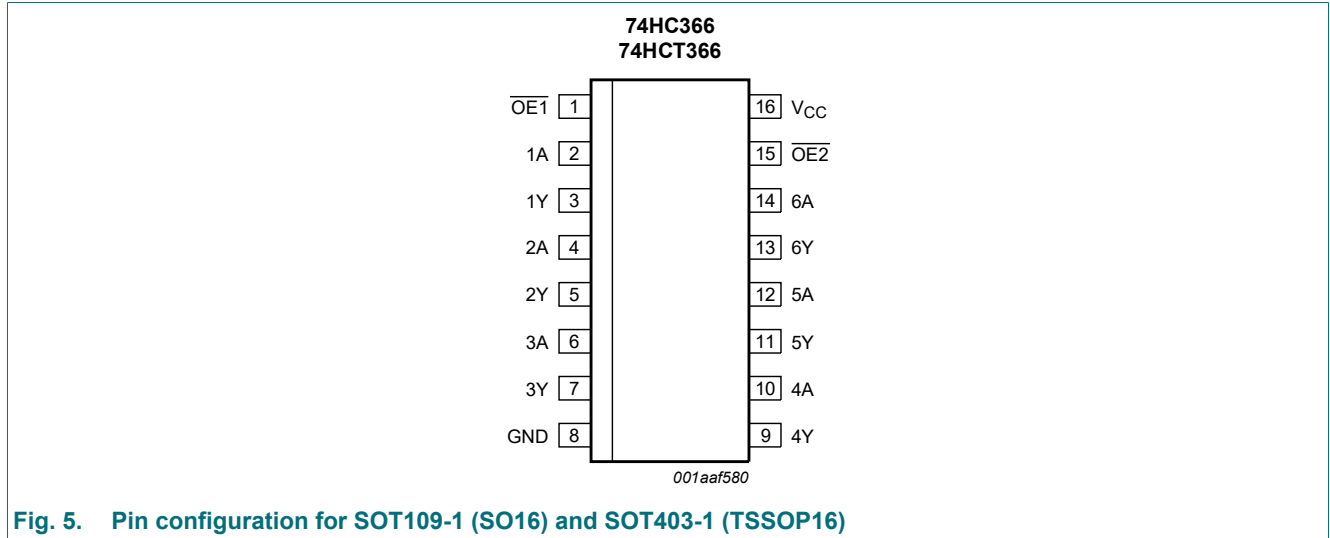 74HC366
74HCT366
OE1 1 16 VCC
1A 2 15 OE2
1Y 3 14 6A
2A 4 13 6Y
2Y 5 12 5A
3A 6 11 5Y
3Y 7 10 4A
GND 8 9 4Y
001aaf580
Fig. 5. Pin configuration for SOT109-1 (SO16) and SOT403-1 (TSSOP16)